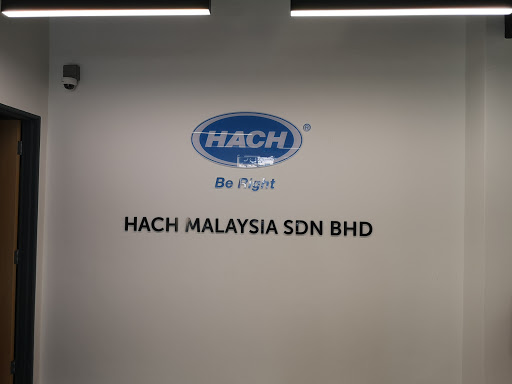 HACH®
Be Right
HACH MALAYSIA SDN BHD